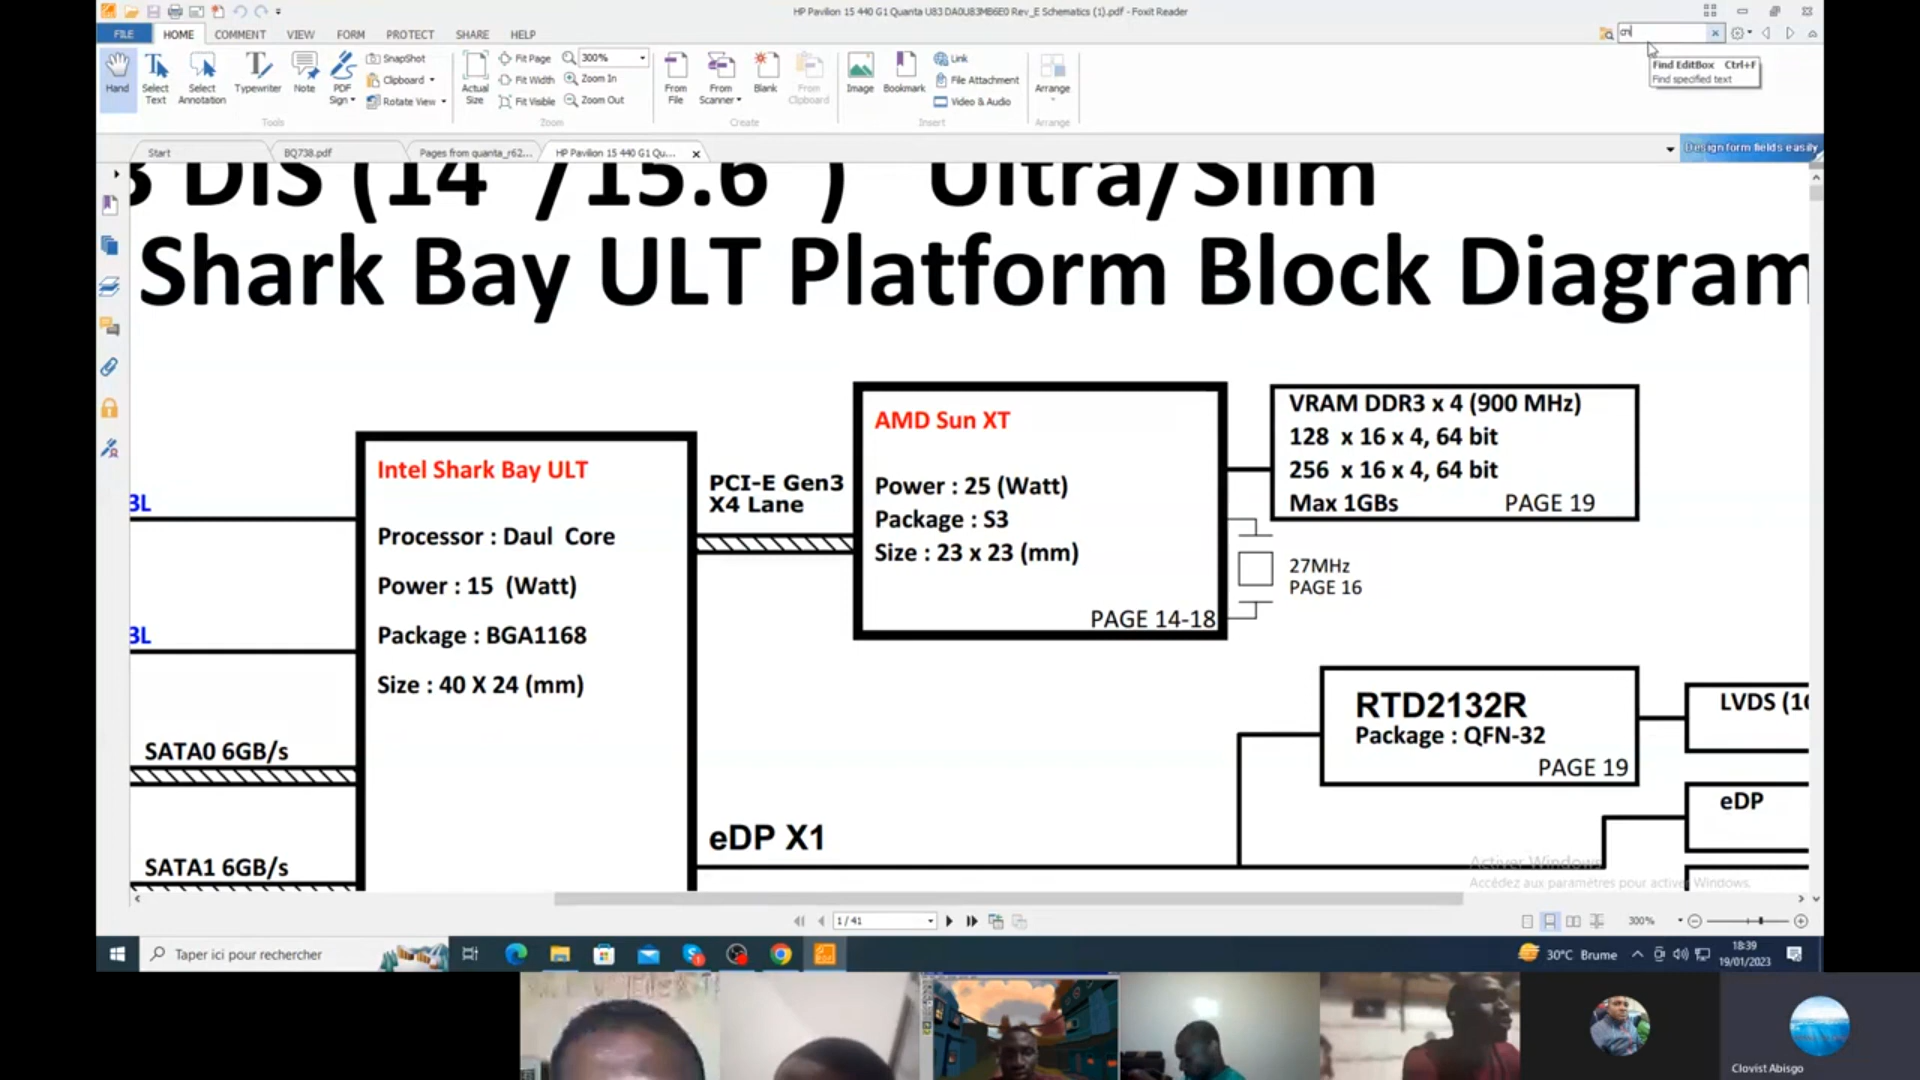 HP Pavilion 15 440 G1 Quanta U83 DA0U83MB6E0 Rev_E Schematics (1).pdf - Foxit Reader
FILE HOME COMMENT VIEW FORM PROTECT SHARE HELP
Find EditBox Ctrl+F
Find specified text
Hand
Select Text
Select Annotation
Typewriter
Note
PDF Sign
SnapShot
Clipboard
Rotate View
Tools
Actual Size
Fit Page
Fit Width
Fit Visible
300%
Zoom In
Zoom Out
Zoom
From File
From Scanner
Blank
From Clipboard
Create
Image
Bookmark
Link
File Attachment
Video & Audio
Insert
Arrange
Arrange
Start
BQ738.pdf
Pages from quanta_r62...
HP Pavilion 15 440 G1 Qu...
Design form fields easily
3 DIS (14"/15.6") Ultra/Slim
Shark Bay ULT Platform Block Diagram
3L
3L
SATA0 6GB/s
SATA1 6GB/s
Intel Shark Bay ULT
Processor : Daul Core
Power : 15 (Watt)
Package : BGA1168
Size : 40 X 24 (mm)
PCI-E Gen3
X4 Lane
AMD Sun XT
Power : 25 (Watt)
Package : S3
Size : 23 x 23 (mm)
PAGE 14-18
VRAM DDR3 x 4 (900 MHz)
128 x 16 x 4, 64 bit
256 x 16 x 4, 64 bit
Max 1GBs PAGE 19
27MHz
PAGE 16
RTD2132R
Package : QFN-32
PAGE 19
LVDS (10
eDP
eDP X1
Activer Windows
Accédez aux paramètres pour activer Windows.
1 / 41
300%
Taper ici pour rechercher
30°C Brume
18:39
19/01/2023
Clovist Abisgo